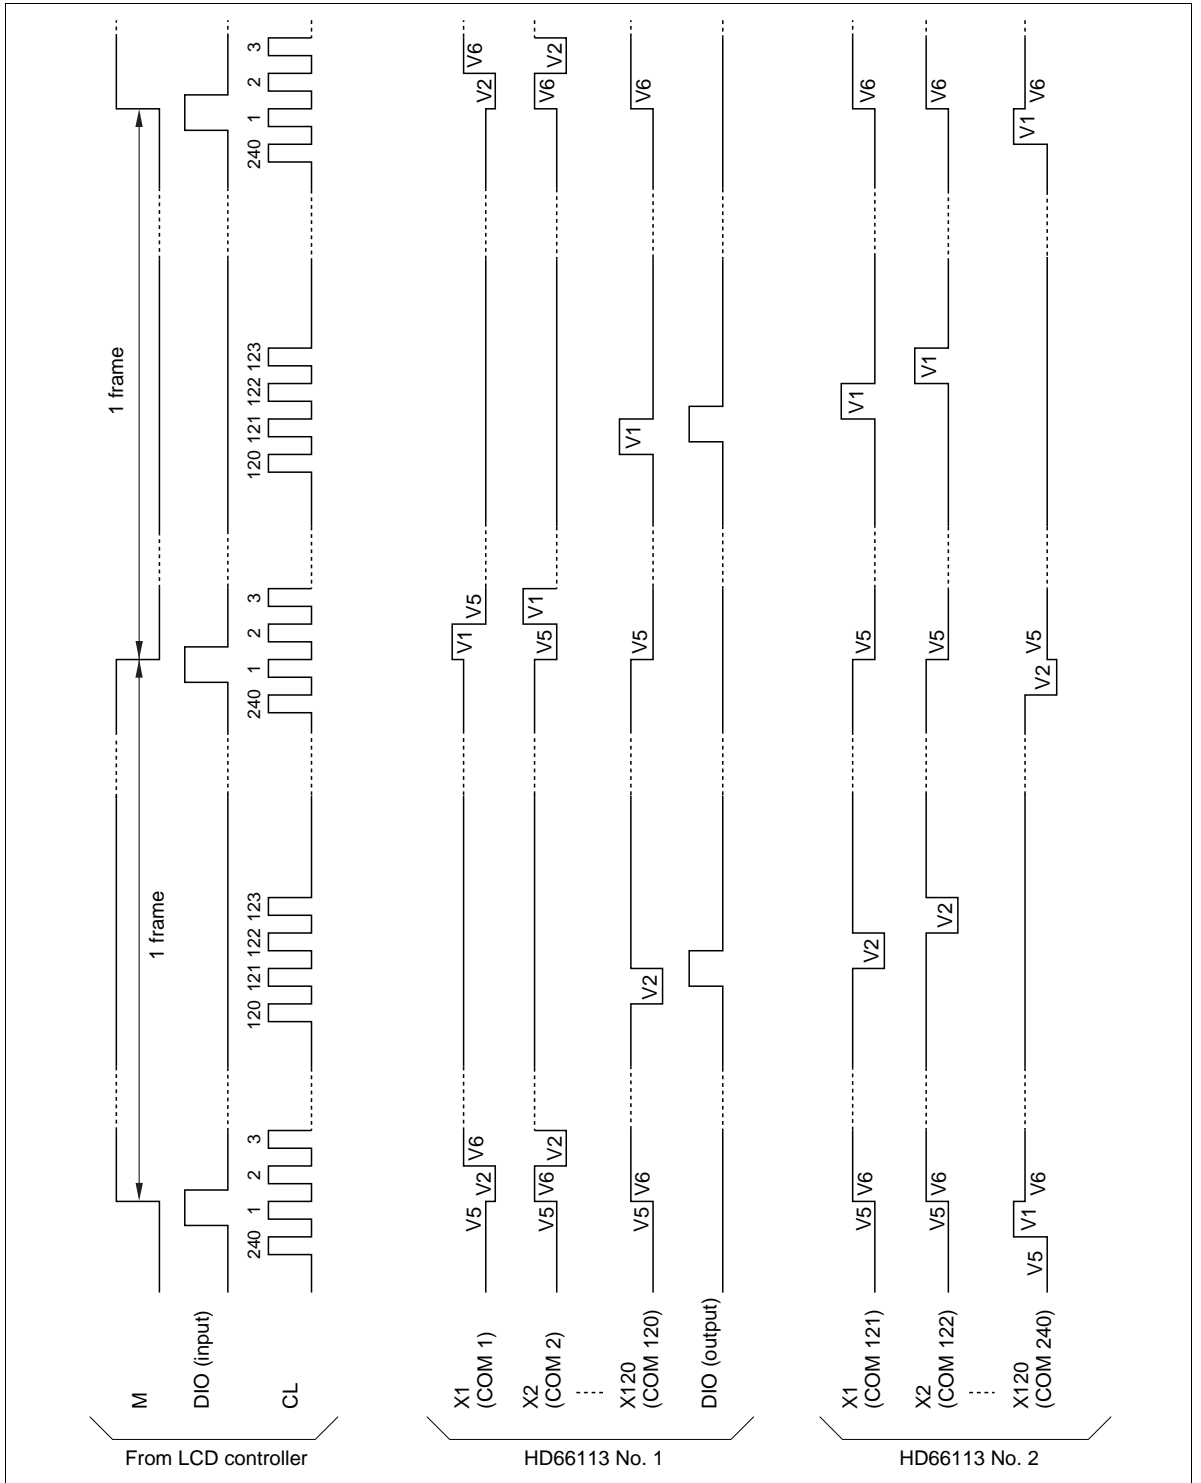 From LCD controller
M
1 frame
1 frame
DIO (input)
CL
240 1 2 3 120 121 122 123 240 1 2 3 120 121 122 123 240 1 2 3
HD66113 No. 1
X1
(COM 1)
V5 V2 V6 V1 V5 V2 V6
X2
(COM 2)
V5 V6 V2 V5 V1 V6 V2
X120
(COM 120)
V5 V6 V2 V5 V1 V6
DIO (output)
HD66113 No. 2
X1
(COM 121)
V5 V6 V2 V5 V1 V6
X2
(COM 122)
V5 V6 V2 V5 V1 V6
X120
(COM 240)
V5 V1 V6 V2 V5 V1 V6